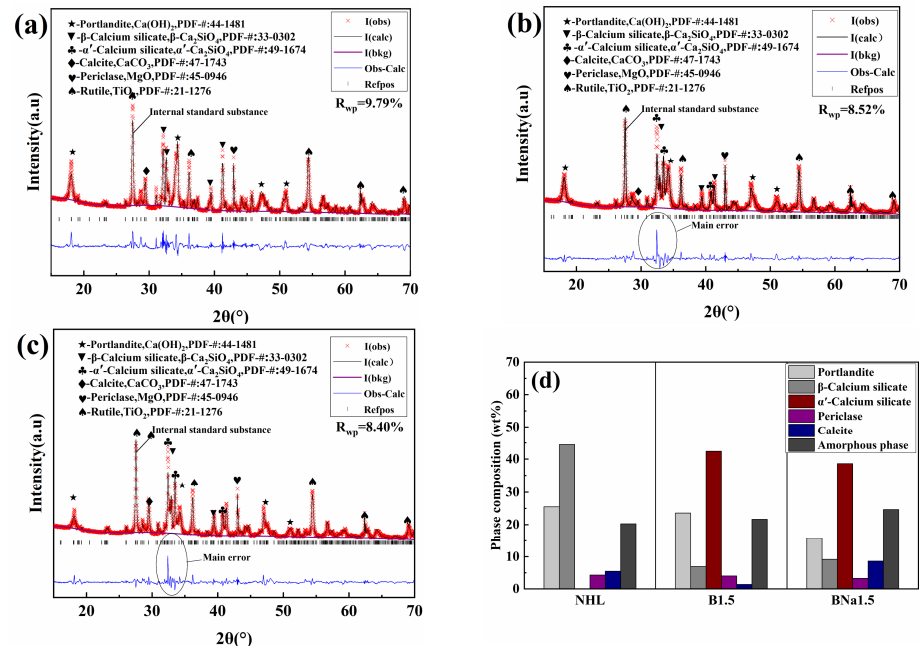 (a)
★-Portlandite,Ca(OH)₂,PDF-#:44-1481
▼-β-Calcium silicate,β-Ca₂SiO₄,PDF-#:33-0302
♣-α′-Calcium silicate,α′-Ca₂SiO₄,PDF-#:49-1674
◆-Calcite,CaCO₃,PDF-#:47-1743
♥-Periclase,MgO,PDF-#:45-0946
♠-Rutile,TiO₂,PDF-#:21-1276
I(obs)
I(calc)
I(bkg)
Obs-Calc
Refpos
Rwp=9.79%
Internal standard substance
Intensity(a.u)
20 30 40 50 60 70
2θ(°)
(b)
★-Portlandite,Ca(OH)₂,PDF-#:44-1481
▼-β-Calcium silicate,β-Ca₂SiO₄,PDF-#:33-0302
♣-α′-Calcium silicate,α′-Ca₂SiO₄,PDF-#:49-1674
◆-Calcite,CaCO₃,PDF-#:47-1743
♥-Periclase,MgO,PDF-#:45-0946
♠-Rutile,TiO₂,PDF-#:21-1276
I(obs)
I(calc)
I(bkg)
Obs-Calc
Refpos
Rwp=8.52%
Internal standard substance
Main error
Intensity(a.u)
20 30 40 50 60 70
2θ(°)
(c)
★-Portlandite,Ca(OH)₂,PDF-#:44-1481
▼-β-Calcium silicate,β-Ca₂SiO₄,PDF-#:33-0302
♣-α′-Calcium silicate,α′-Ca₂SiO₄,PDF-#:49-1674
◆-Calcite,CaCO₃,PDF-#:47-1743
♥-Periclase,MgO,PDF-#:45-0946
♠-Rutile,TiO₂,PDF-#:21-1276
I(obs)
I(calc)
I(bkg)
Obs-Calc
Refpos
Rwp=8.40%
Internal standard substance
Main error
Intensity(a.u)
20 30 40 50 60 70
2θ(°)
(d)
Portlandite
β-Calcium silicate
α′-Calcium silicate
Periclase
Calcite
Amorphous phase
Phase composition (wt%)
70
60
50
40
30
20
10
0
NHL B1.5 BNa1.5